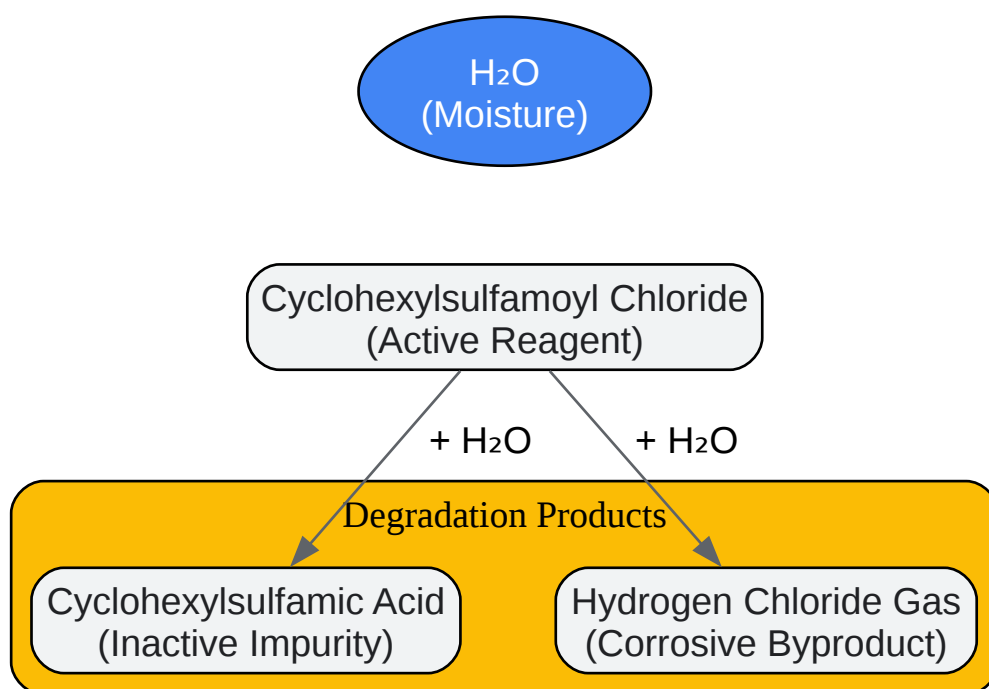 H₂O
(Moisture)
Cyclohexylsulfamoyl Chloride
(Active Reagent)
+ H₂O
+ H₂O
Degradation Products
Cyclohexylsulfamic Acid
(Inactive Impurity)
Hydrogen Chloride Gas
(Corrosive Byproduct)